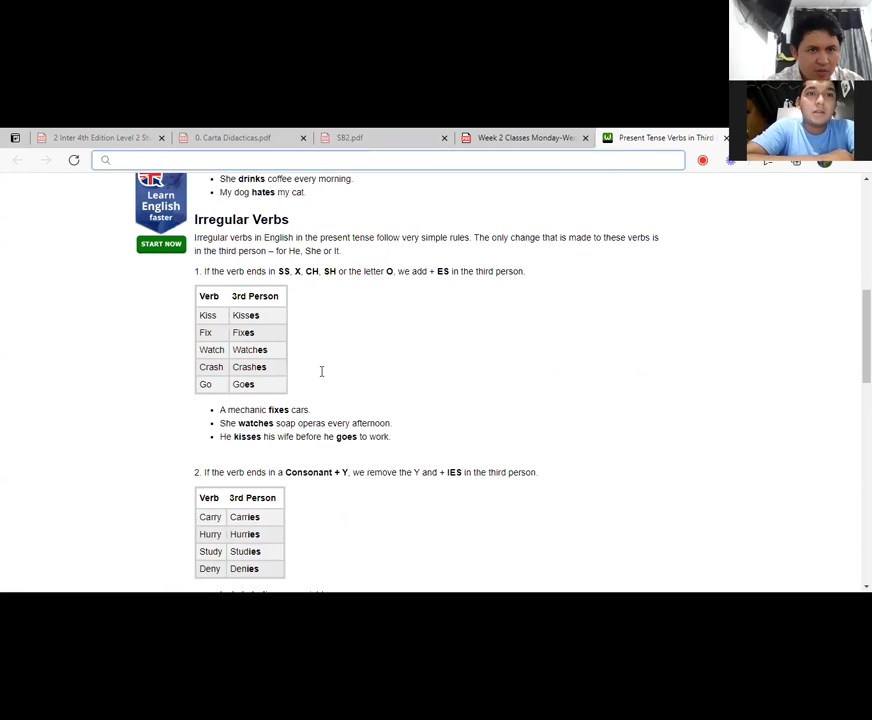 2 Inter 4th Edition Level 2 St
0. Carta Didacticas.pdf
SB2.pdf
Week 2 Classes Monday-We
Present Tense Verbs in Third
Learn
English
faster
START NOW
She drinks coffee every morning.
My dog hates my cat.
Irregular Verbs
Irregular verbs in English in the present tense follow very simple rules. The only change that is made to these verbs is
in the third person – for He, She or It.
1. If the verb ends in SS, X, CH, SH or the letter O, we add + ES in the third person.
Verb 3rd Person
Kiss Kisses
Fix Fixes
Watch Watches
Crash Crashes
Go Goes
A mechanic fixes cars.
She watches soap operas every afternoon.
He kisses his wife before he goes to work.
2. If the verb ends in a Consonant + Y, we remove the Y and + IES in the third person.
Verb 3rd Person
Carry Carries
Hurry Hurries
Study Studies
Deny Denies